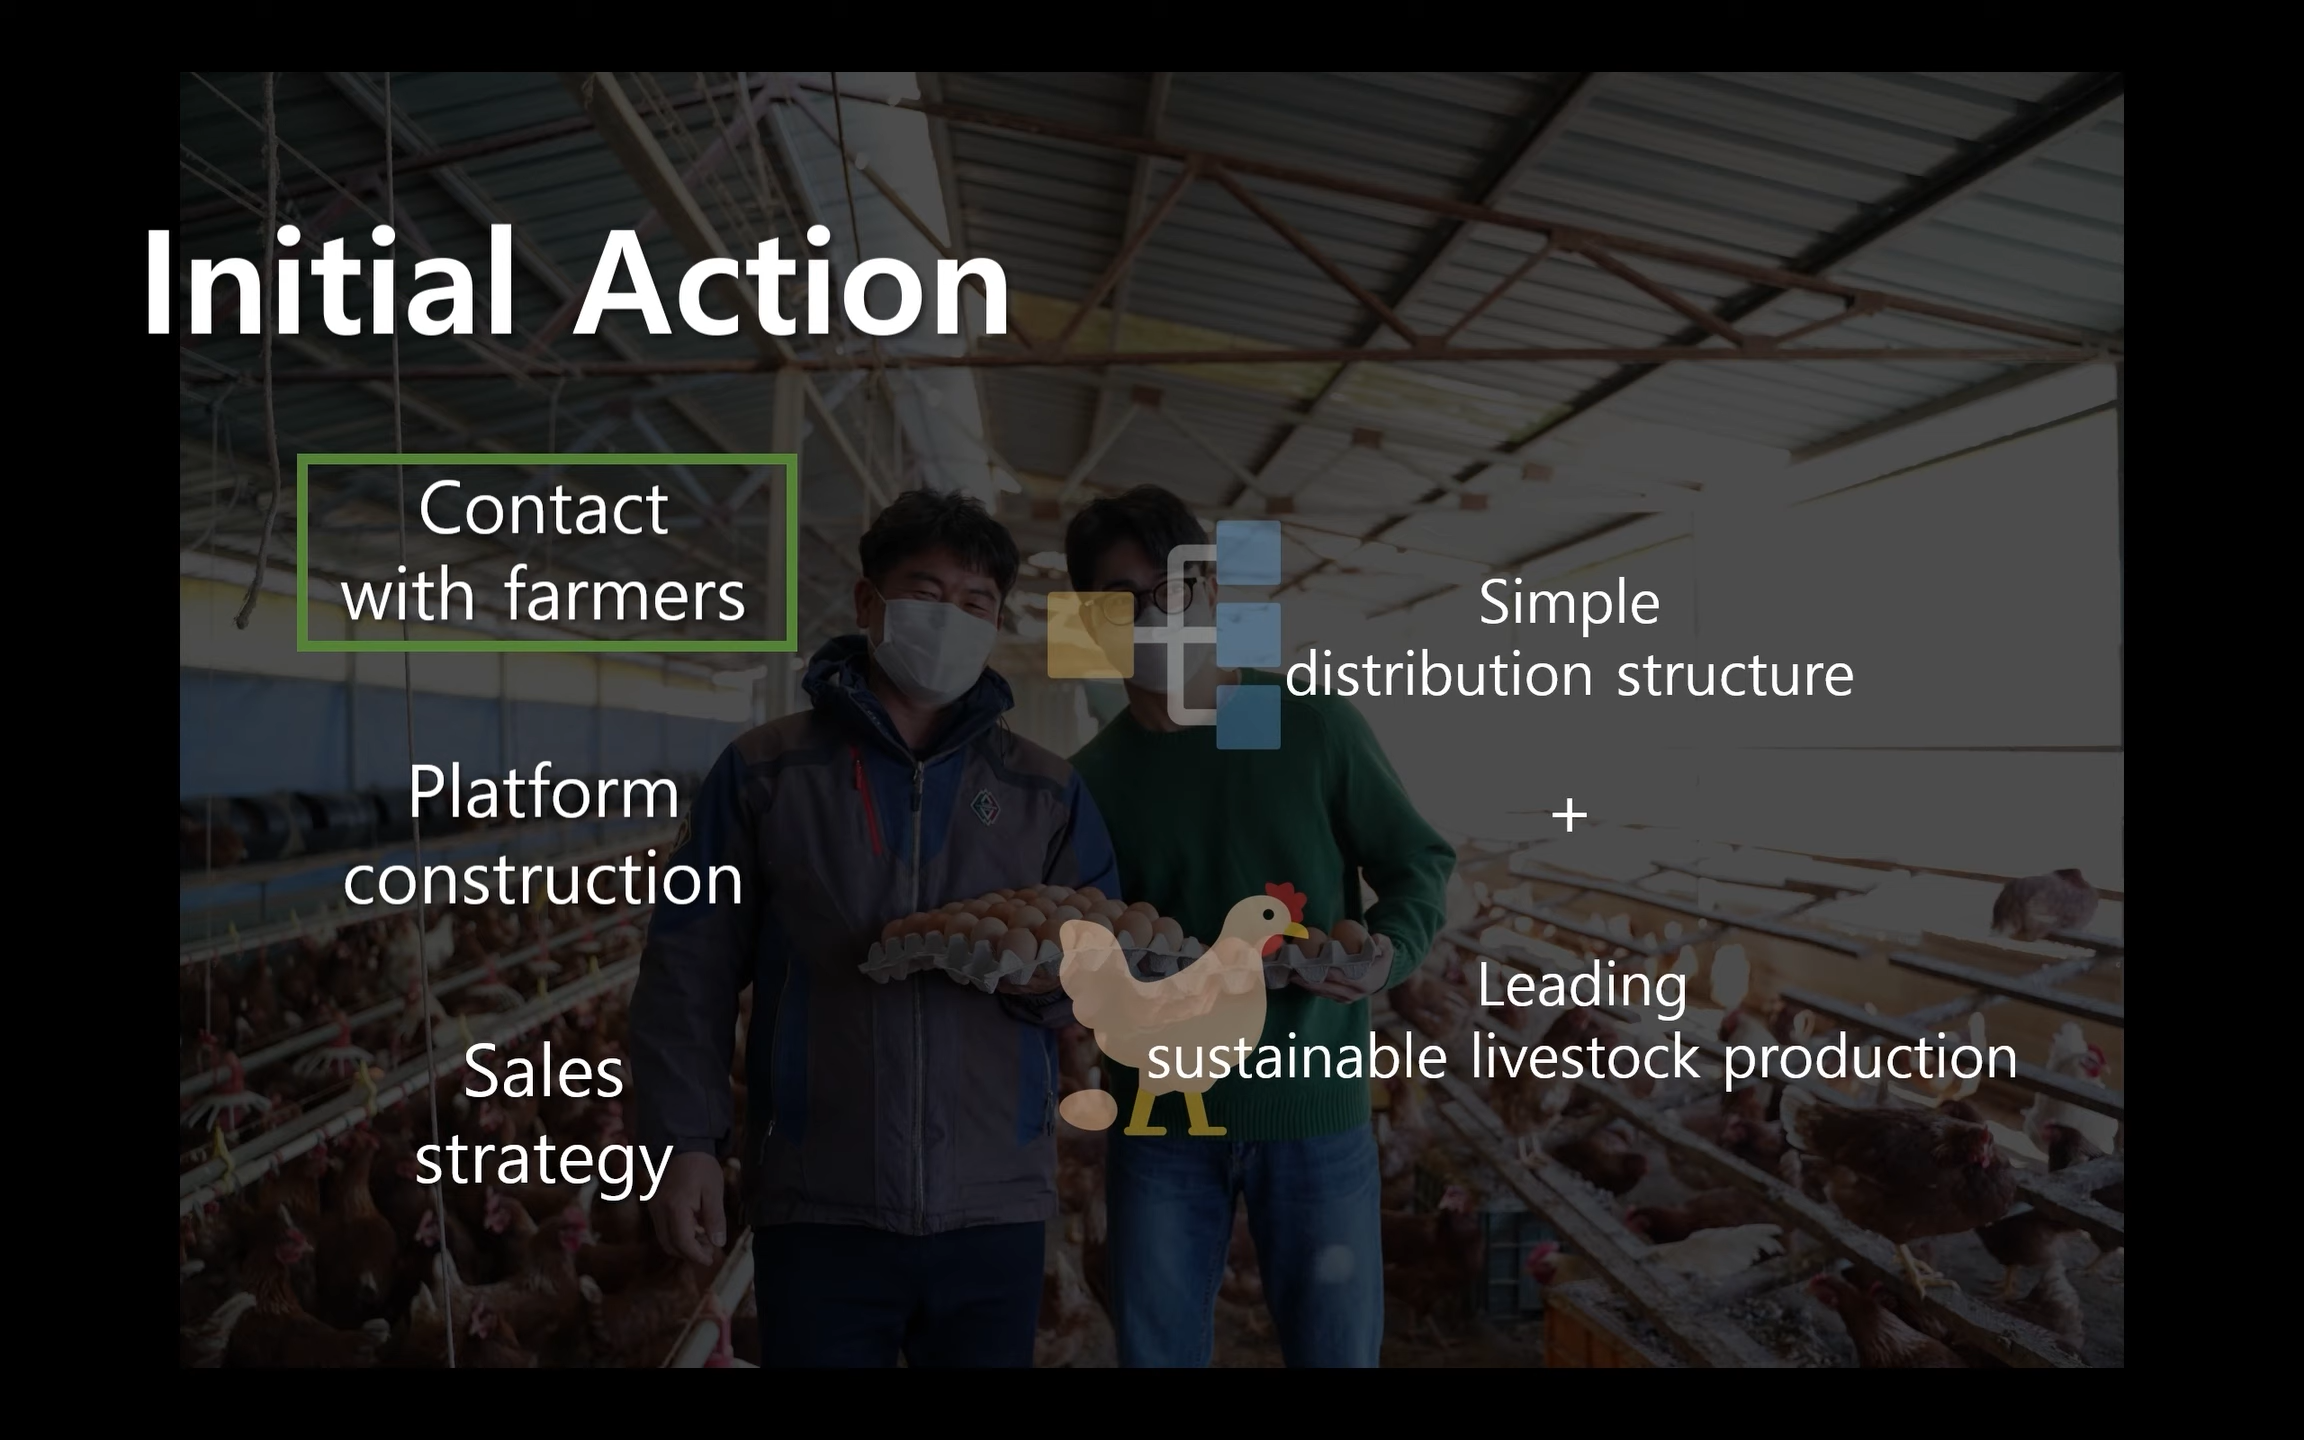 Initial Action
Contact
with farmers
Platform
construction
Sales
strategy
Simple
distribution structure
+
Leading
sustainable livestock production